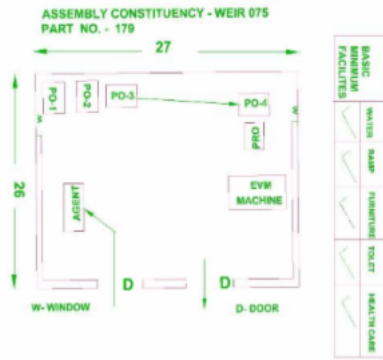 ASSEMBLY CONSTITUENCY - WEIR 075
PART NO. - 179
27
26
PO-1
PO-2
PO-3
PO-4
PRO
W
W
AGENT
EVM
MACHINE
D
D
W- WINDOW
D- DOOR
BASIC
MINIMUM
FACILITES
WATER
RAMP
FURNITURE
TOILET
HEALTH CARE